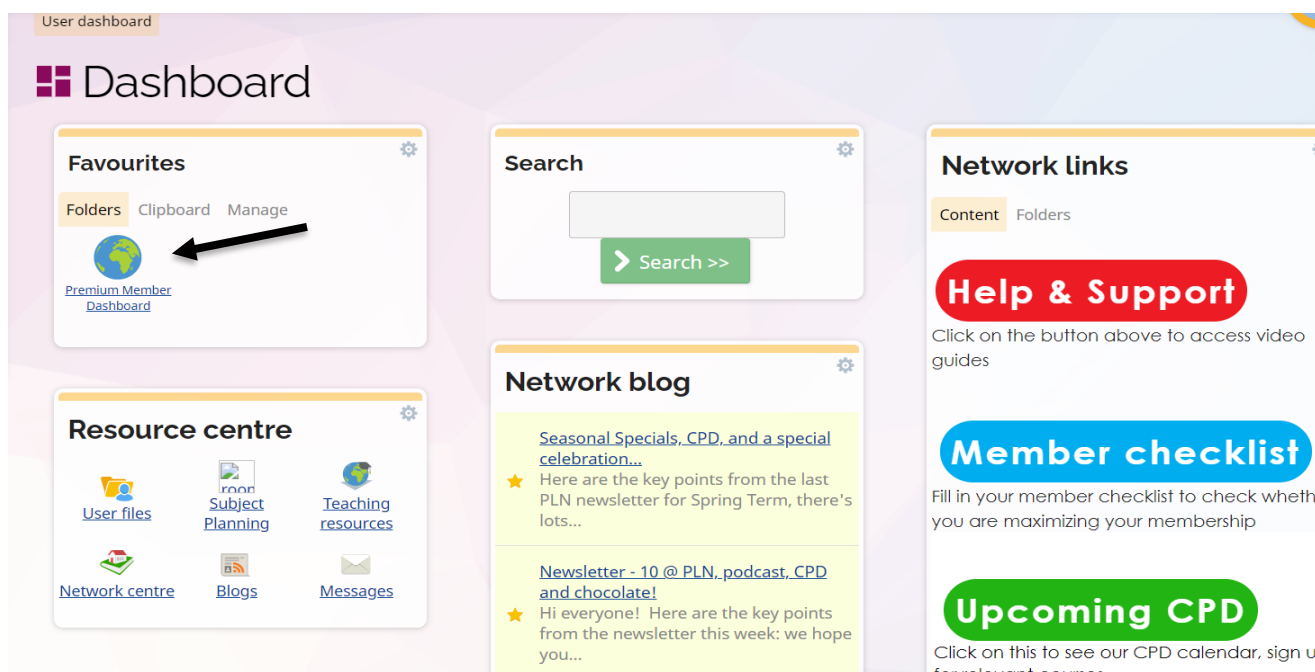 User dashboard
Dashboard
Favourites
Folders Clipboard Manage
Premium Member
Dashboard
Resource centre
User files
Subject
Planning
Teaching
resources
Network centre
Blogs
Messages
Search
Search >>
Network blog
Seasonal Specials, CPD, and a special
celebration...
Here are the key points from the last
PLN newsletter for Spring Term, there's
lots...
Newsletter - 10 @ PLN, podcast, CPD
and chocolate!
Hi everyone! Here are the key points
from the newsletter this week: we hope
you...
Network links
Content Folders
Help & Support
Click on the button above to access video
guides
Member checklist
Fill in your member checklist to check wheth
you are maximizing your membership
Upcoming CPD
Click on this to see our CPD calendar, sign u